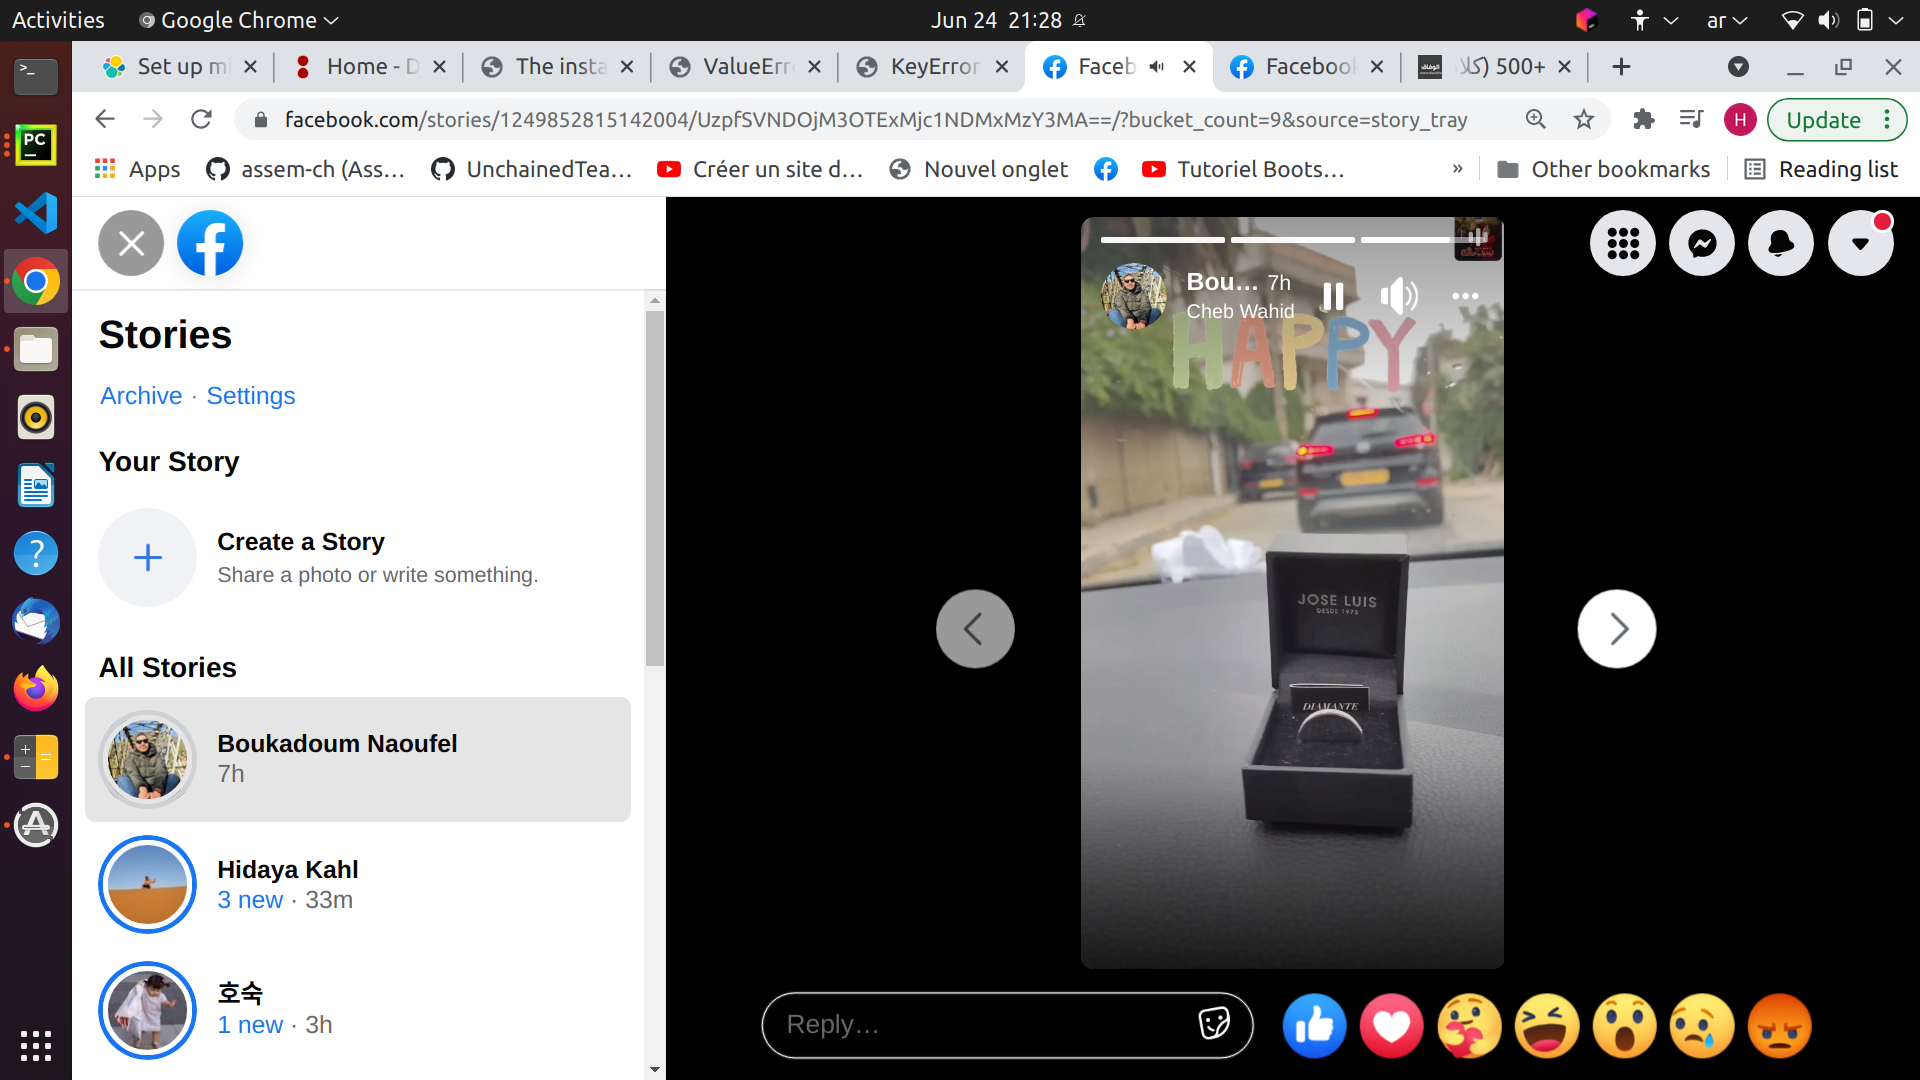 Activities
Google Chrome
Jun 24 21:28
ar
Set up mi
Home - D
The insta
ValueErr
KeyError
Faceb
Facebook
500+
facebook.com/stories/1249852815142004/UzpfSVNDOjM3OTExMjc1NDMxMzY3MA==/?bucket_count=9&source=story_tray
H
Update
Apps
assem-ch (Ass…
UnchainedTea…
Créer un site d…
Nouvel onglet
Tutoriel Boots…
»
Other bookmarks
Reading list
Stories
Archive · Settings
Your Story
Create a Story
Share a photo or write something.
All Stories
Boukadoum Naoufel
7h
Hidaya Kahl
3 new · 33m
호숙
1 new · 3h
Bou… 7h
Cheb Wahid
HAPPY
JOSE LUIS
DESDE 1973
DIAMANTE
Reply…